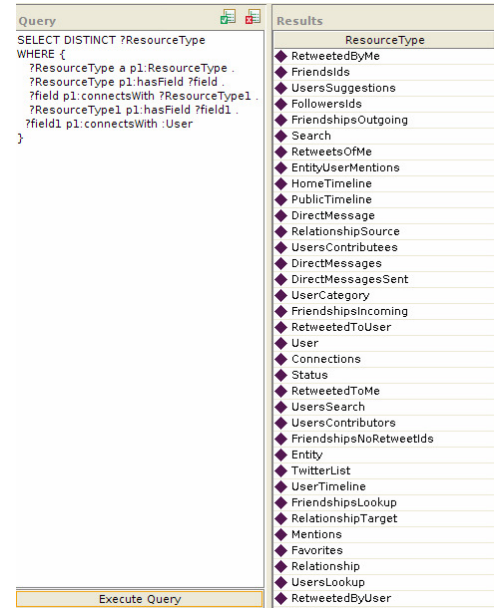 Query
SELECT DISTINCT ?ResourceType
WHERE {
?ResourceType a p1:ResourceType .
?ResourceType p1:hasField ?field .
?field p1:connectsWith ?ResourceType1 .
?ResourceType1 p1:hasField ?field1 .
?field1 p1:connectsWith :User
}
Execute Query
Results
ResourceType
RetweetedByMe
FriendsIds
UsersSuggestions
FollowersIds
FriendshipsOutgoing
Search
RetweetsOfMe
EntityUserMentions
HomeTimeline
PublicTimeline
DirectMessage
RelationshipSource
UsersContributees
DirectMessages
DirectMessagesSent
UserCategory
FriendshipsIncoming
RetweetedToUser
User
Connections
Status
RetweetedToMe
UsersSearch
UsersContributors
FriendshipsNoRetweetIds
Entity
TwitterList
UserTimeline
FriendshipsLookup
RelationshipTarget
Mentions
Favorites
Relationship
UsersLookup
RetweetedByUser